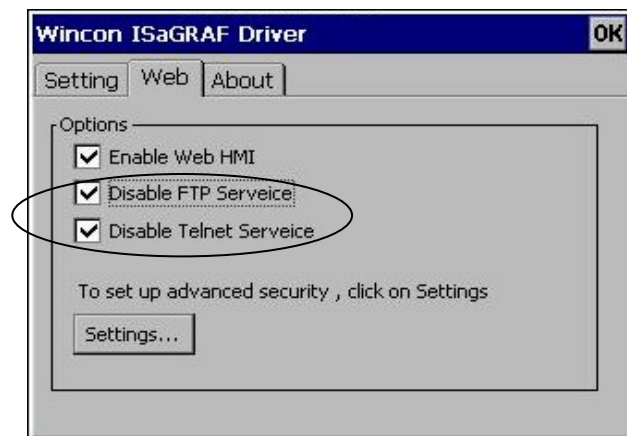 Wincon ISaGRAF Driver OK
Setting Web About
Options
Enable Web HMI
Disable FTP Serveice
Disable Telnet Serveice
To set up advanced security , click on Settings
Settings...